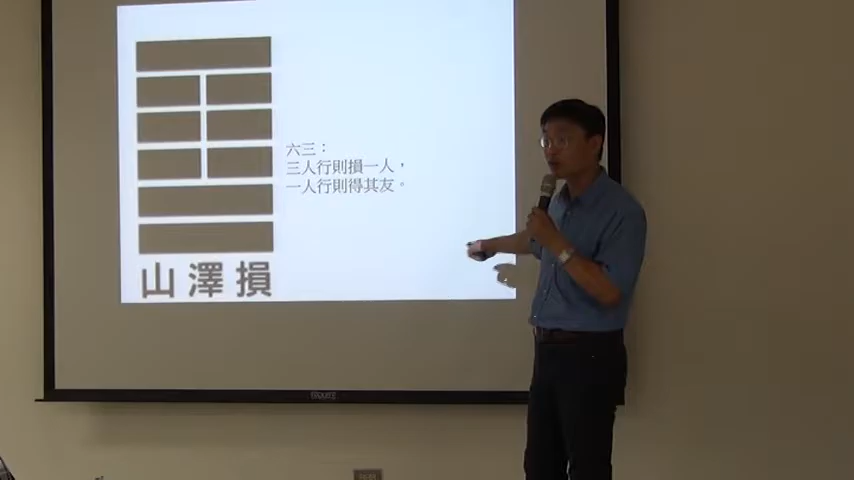 六三：
三人行則損一人，
一人行則得其友。
山澤損